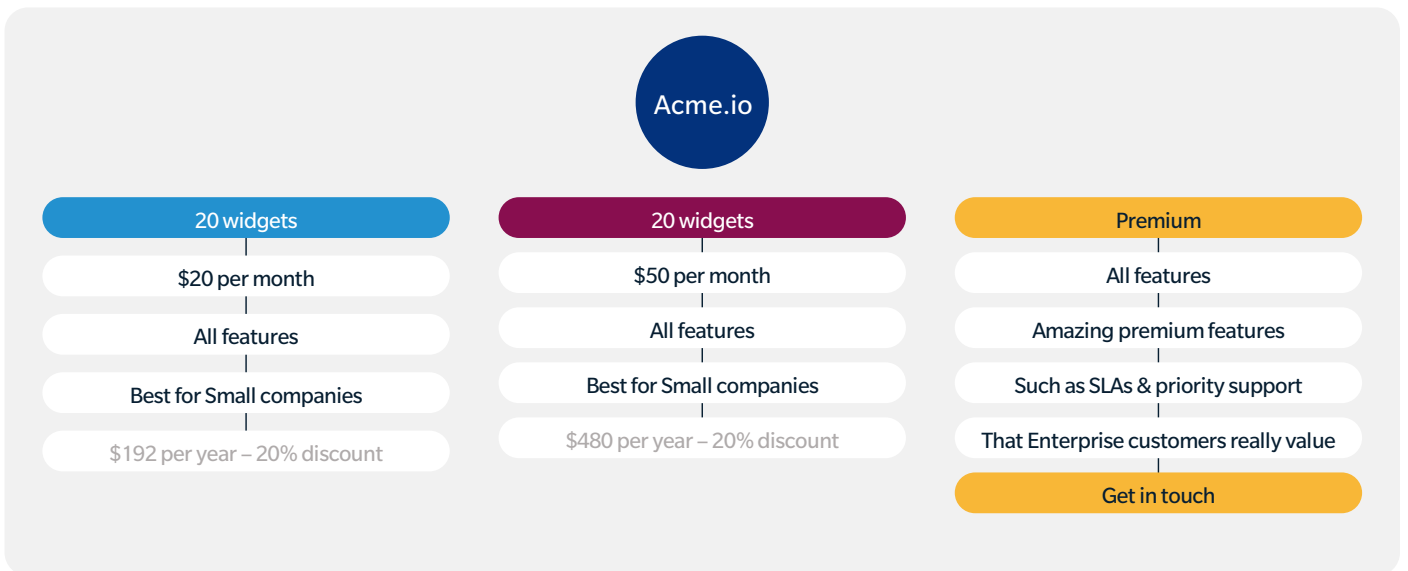 Acme.io
20 widgets
$20 per month
All features
Best for Small companies
$192 per year – 20% discount
20 widgets
$50 per month
All features
Best for Small companies
$480 per year – 20% discount
Premium
All features
Amazing premium features
Such as SLAs & priority support
That Enterprise customers really value
Get in touch